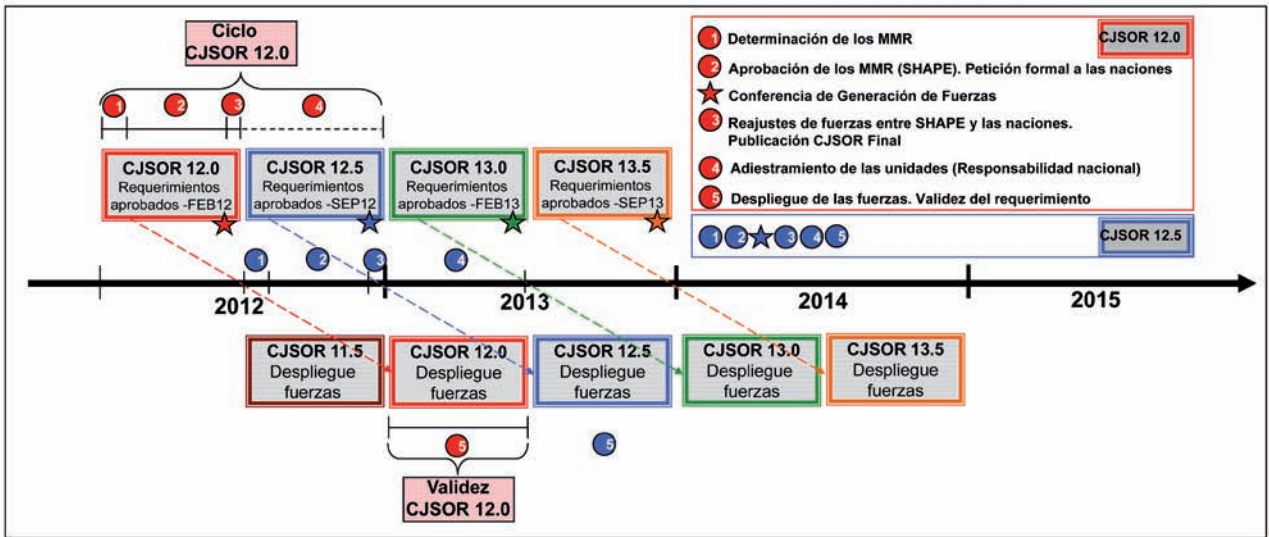 Ciclo
CJSOR 12.0
1
2
3
4
CJSOR 12.0
Requerimientos
aprobados -FEB12
CJSOR 12.5
Requerimientos
aprobados -SEP12
CJSOR 13.0
Requerimientos
aprobados -FEB13
CJSOR 13.5
Requerimientos
aprobados -SEP13
1 Determinación de los MMR
CJSOR 12.0
2 Aprobación de los MMR (SHAPE). Petición formal a las naciones
Conferencia de Generación de Fuerzas
3 Reajustes de fuerzas entre SHAPE y las naciones.
Publicación CJSOR Final
4 Adiestramiento de las unidades (Responsabilidad nacional)
5 Despliegue de las fuerzas. Validez del requerimiento
1 2 3 4 5
CJSOR 12.5
1
2
3
4
2012
2013
2014
2015
CJSOR 11.5
Despliegue
fuerzas
CJSOR 12.0
Despliegue
fuerzas
CJSOR 12.5
Despliegue
fuerzas
CJSOR 13.0
Despliegue
fuerzas
CJSOR 13.5
Despliegue
fuerzas
5
5
Validez
CJSOR 12.0